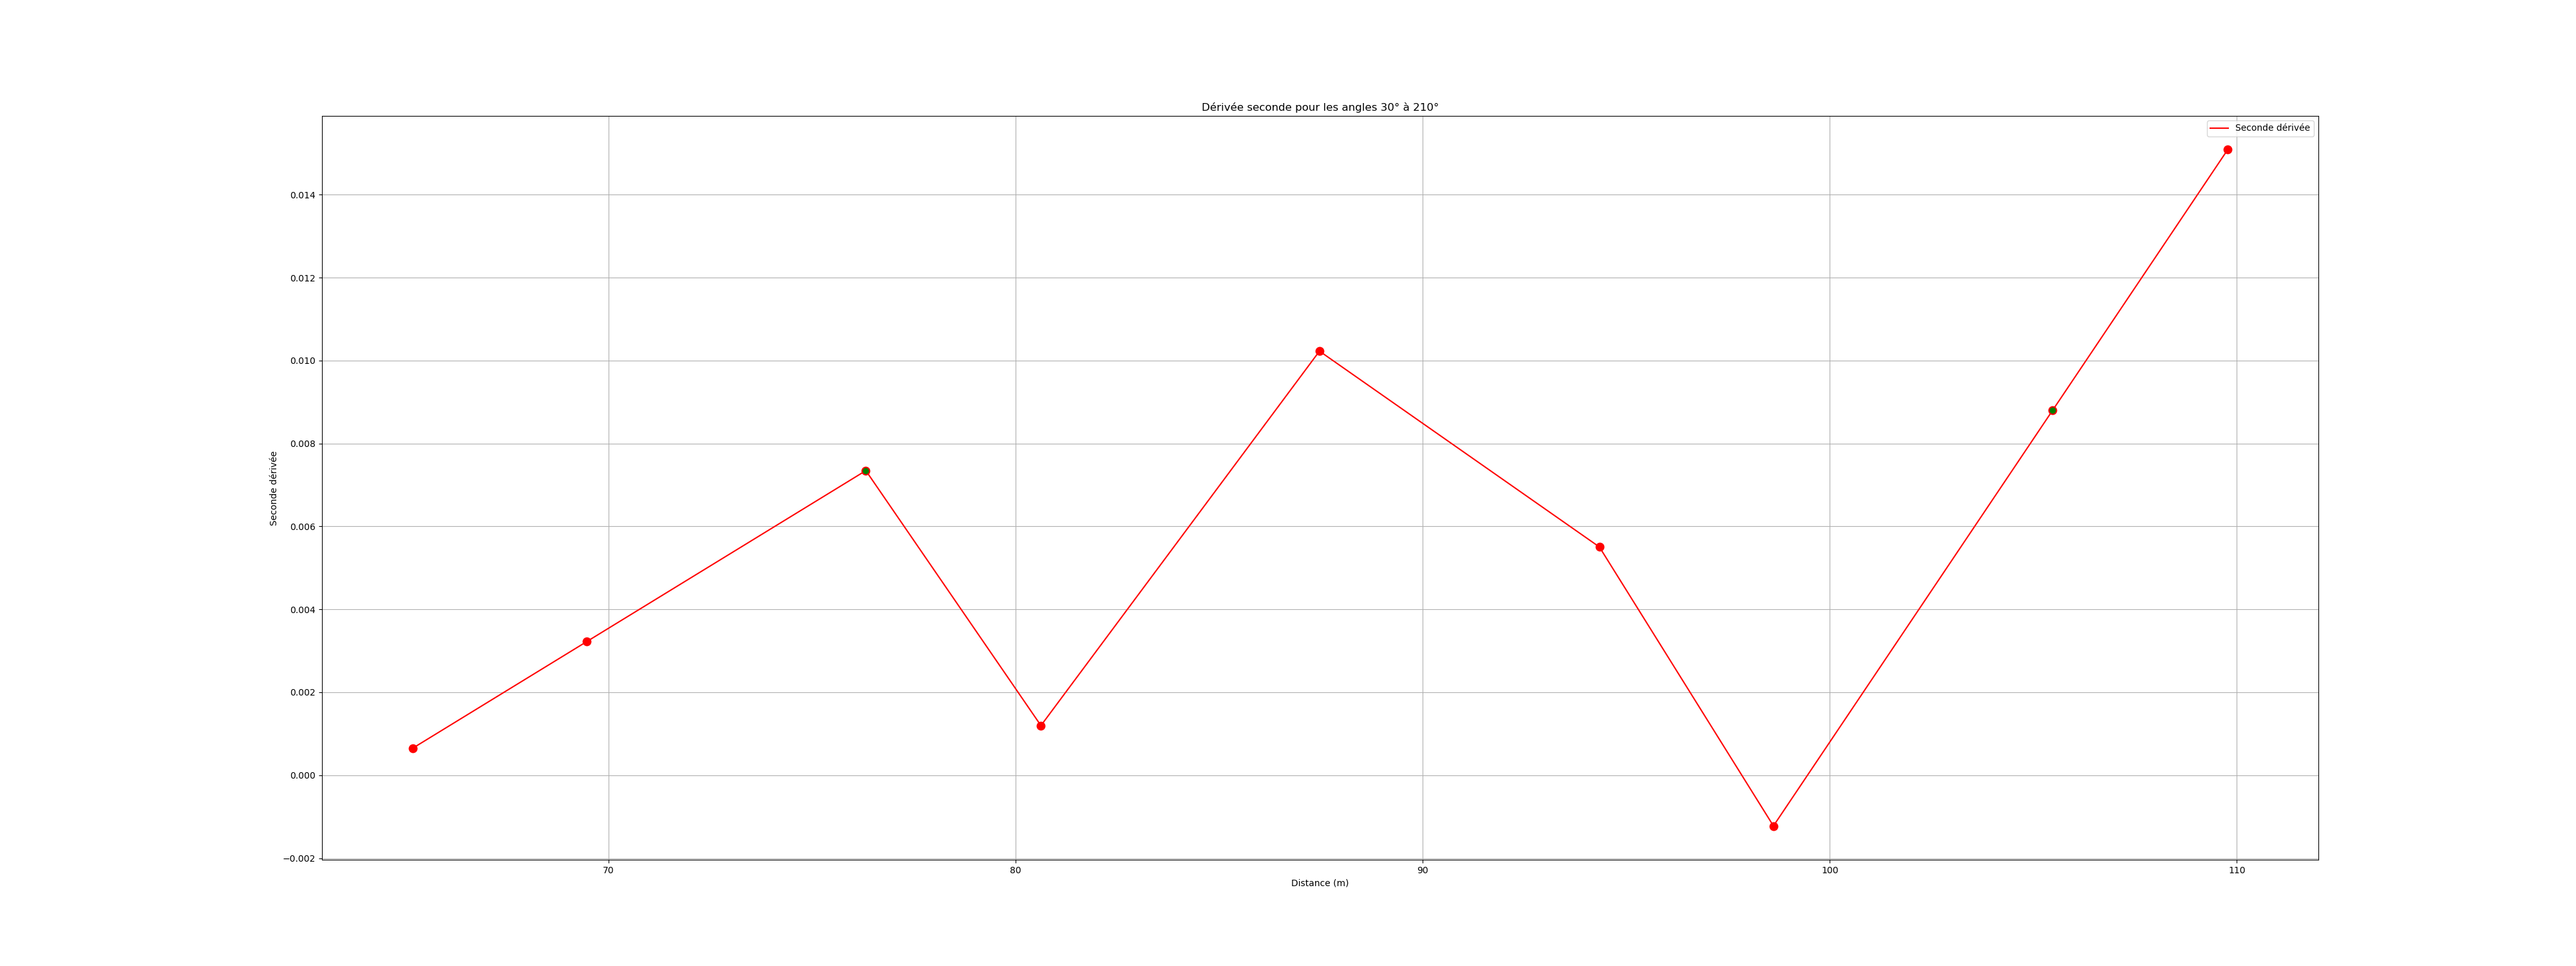 Dérivée seconde pour les angles 30° à 210°
Seconde dérivée
0.014
0.012
0.010
0.008
0.006
0.004
0.002
0.000
−0.002
Seconde dérivée
70 80 90 100 110
Distance (m)